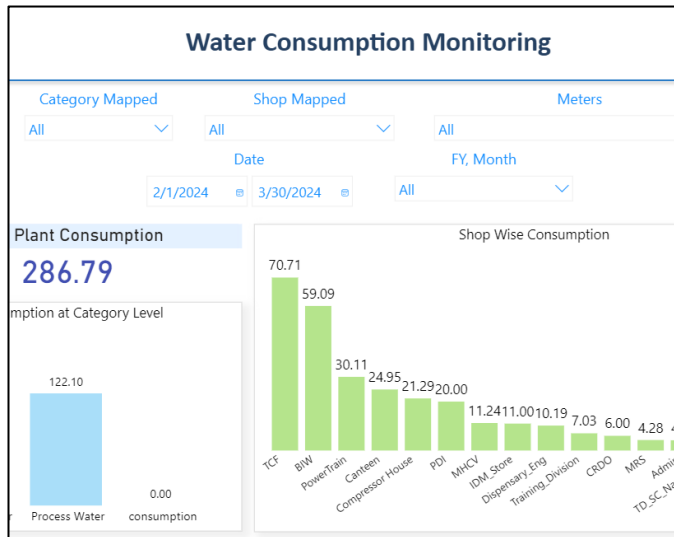 Water Consumption Monitoring
Category Mapped
Shop Mapped
Meters
All
All
All
Date
FY, Month
2/1/2024
3/30/2024
All
Plant Consumption
286.79
mption at Category Level
122.10
0.00
Process Water
consumption
Shop Wise Consumption
70.71
59.09
30.11
24.95
21.29
20.00
11.24
11.00
10.19
7.03
6.00
4.28
TCF
BIW
PowerTrain
Canteen
Compressor House
PDI
MHCV
IDM_Store
Dispensary_Eng
Training_Division
CRDO
MRS
Admin
TD_SC_Na